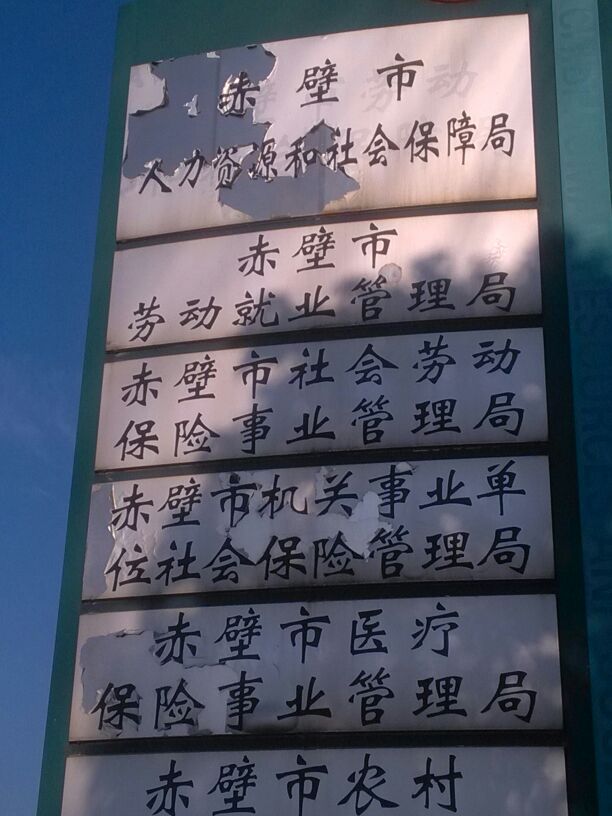 赤壁市
人力资源和社会保障局
赤壁市
劳动就业管理局
赤壁市社会劳动
保险事业管理局
赤壁市机关事业单
位社会保险管理局
赤壁市医疗
保险事业管理局
赤壁市农村